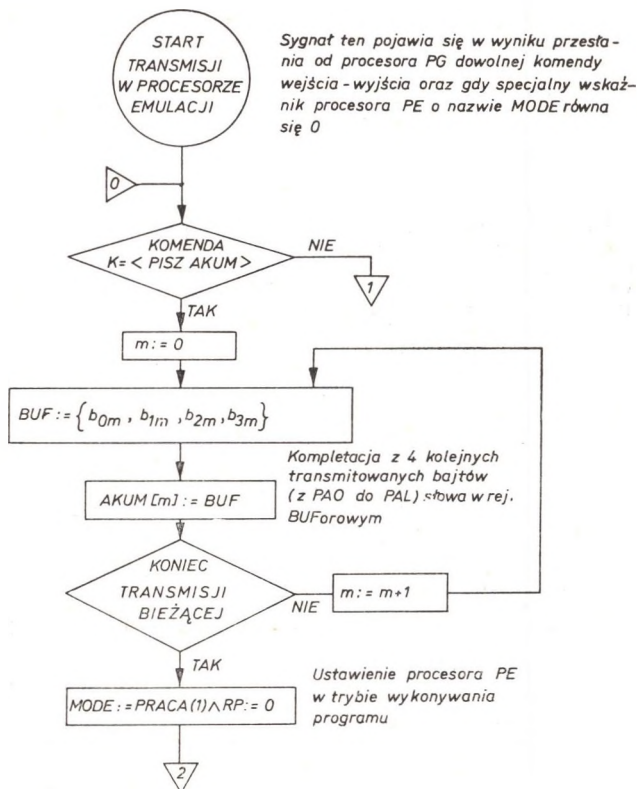 START
TRANSMISJI
W PROCESORZE
EMULACJI
Sygnał ten pojawia się w wyniku przesła-
nia od procesora PG dowolnej komendy
wejścia - wyjścia oraz gdy specjalny wskaź-
nik procesora PE o nazwie MODE równa
się 0
0
KOMENDA
K= < PISZ AKUM >
NIE
1
TAK
m := 0
BUF := { b0m , b1m , b2m , b3m }
Kompletacja z 4 kolejnych
transmitowanych bajtów
(z PAO do PAL) słowa w rej.
BUForowym
AKUM [m] := BUF
KONIEC
TRANSMISJI
BIEŻĄCEJ
NIE
m := m+1
TAK
Ustawienie procesora PE
w trybie wykonywania
programu
MODE := PRACA(1) ∧ RP := 0
2